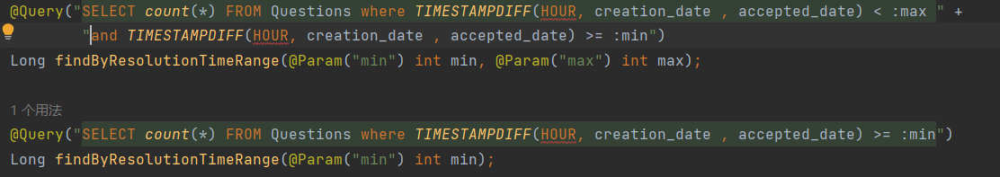 @Query("SELECT count(*) FROM Questions where TIMESTAMPDIFF(HOUR, creation_date , accepted_date) < :max " +
"and TIMESTAMPDIFF(HOUR, creation_date , accepted_date) >= :min")
Long findByResolutionTimeRange(@Param("min") int min, @Param("max") int max);
1 个用法
@Query("SELECT count(*) FROM Questions where TIMESTAMPDIFF(HOUR, creation_date , accepted_date) >= :min")
Long findByResolutionTimeRange(@Param("min") int min);